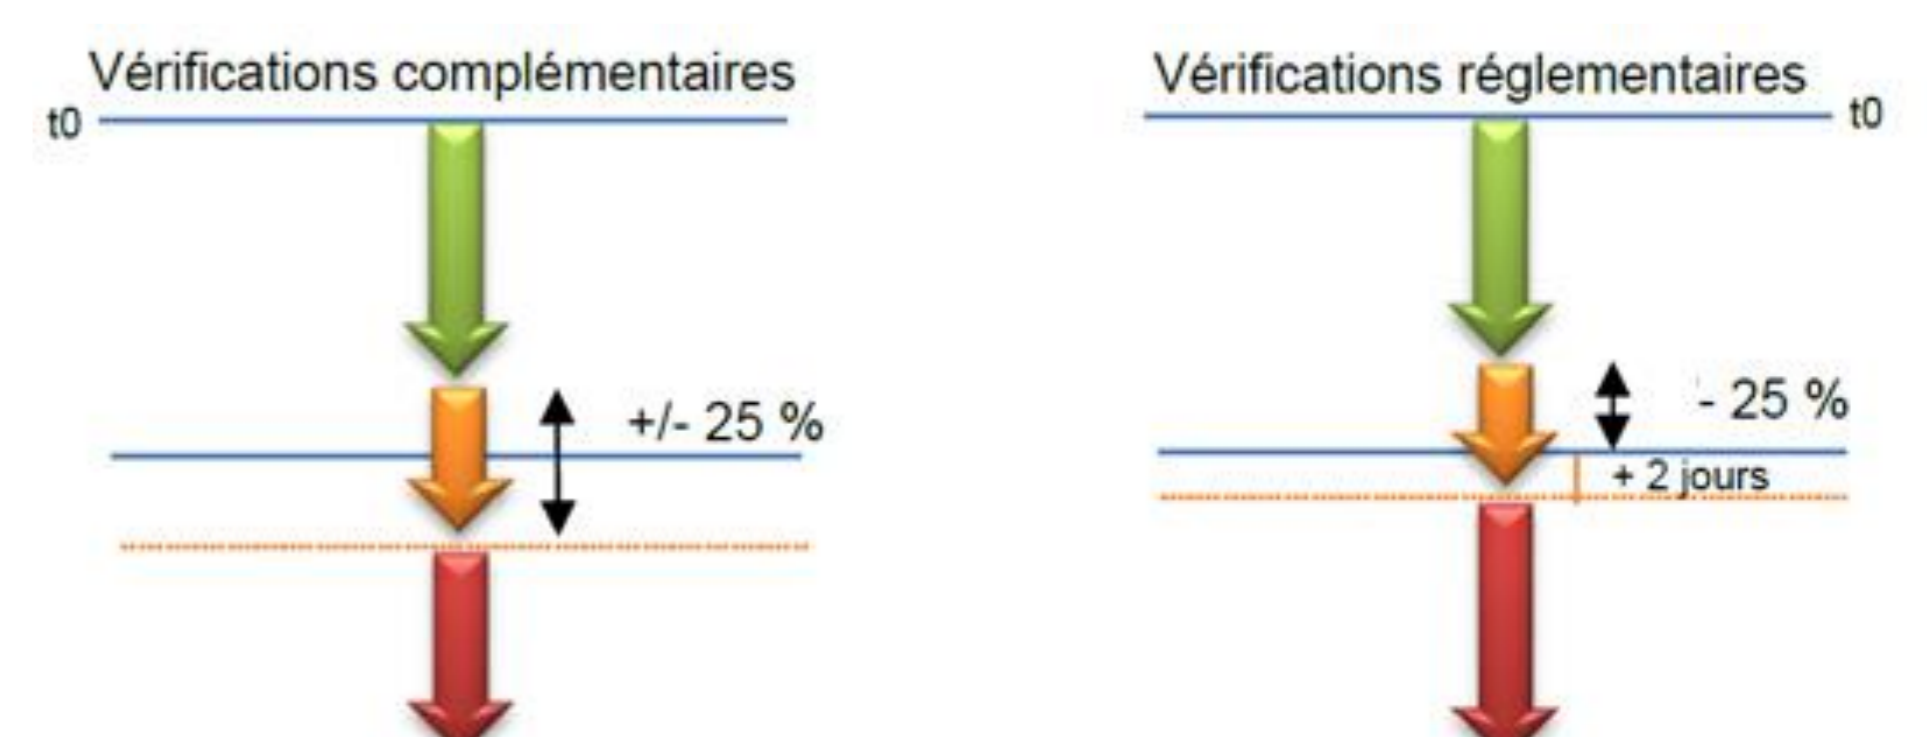 Vérifications complémentaires
t0
+/- 25 %
Vérifications réglementaires
t0
- 25 %
+ 2 jours